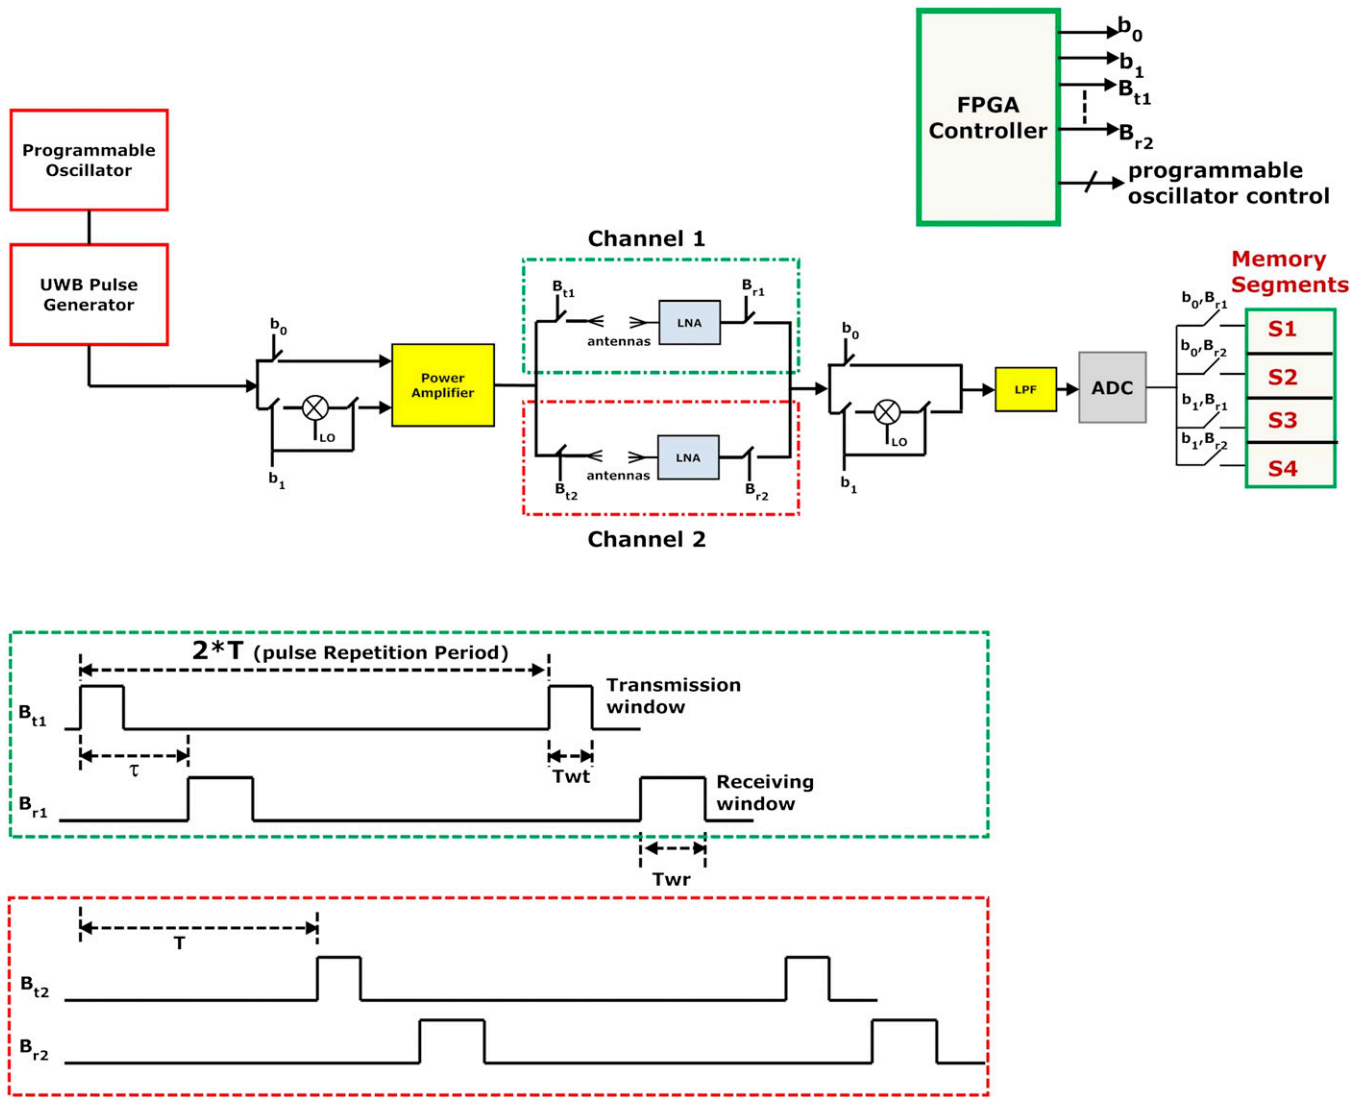 b0
b1
Bt1
Br2
FPGA
Controller
programmable
oscillator control
Programmable
Oscillator
UWB Pulse
Generator
Channel 1
Bt1
Br1
LNA
antennas
b0
LO
b1
Power
Amplifier
Bt2
antennas
LNA
Br2
Channel 2
b0
LO
b1
LPF
ADC
Memory
Segments
b0,Br1
S1
b0,Br2
S2
b1,Br1
S3
b1,Br2
S4
2*T (pulse Repetition Period)
Bt1
Transmission
window
τ
Twt
Br1
Receiving
window
Twr
T
Bt2
Br2